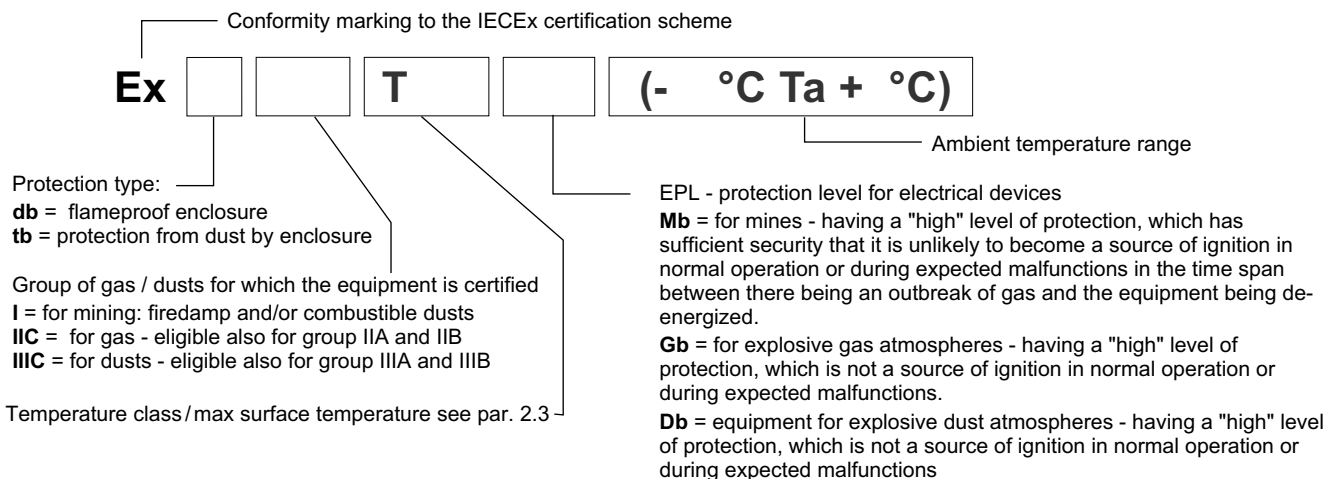 Conformity marking to the IECEx certification scheme
Ex T (- °C Ta + °C)
Ambient temperature range
Protection type:
db = flameproof enclosure
tb = protection from dust by enclosure
Group of gas / dusts for which the equipment is certified
I = for mining: firedamp and/or combustible dusts
IIC = for gas - eligible also for group IIA and IIB
IIIC = for dusts - eligible also for group IIIA and IIIB
Temperature class/max surface temperature see par. 2.3
EPL - protection level for electrical devices
Mb = for mines - having a "high" level of protection, which has
sufficient security that it is unlikely to become a source of ignition in
normal operation or during expected malfunctions in the time span
between there being an outbreak of gas and the equipment being de-
energized.
Gb = for explosive gas atmospheres - having a "high" level of
protection, which is not a source of ignition in normal operation or
during expected malfunctions.
Db = equipment for explosive dust atmospheres - having a "high" level
of protection, which is not a source of ignition in normal operation or
during expected malfunctions